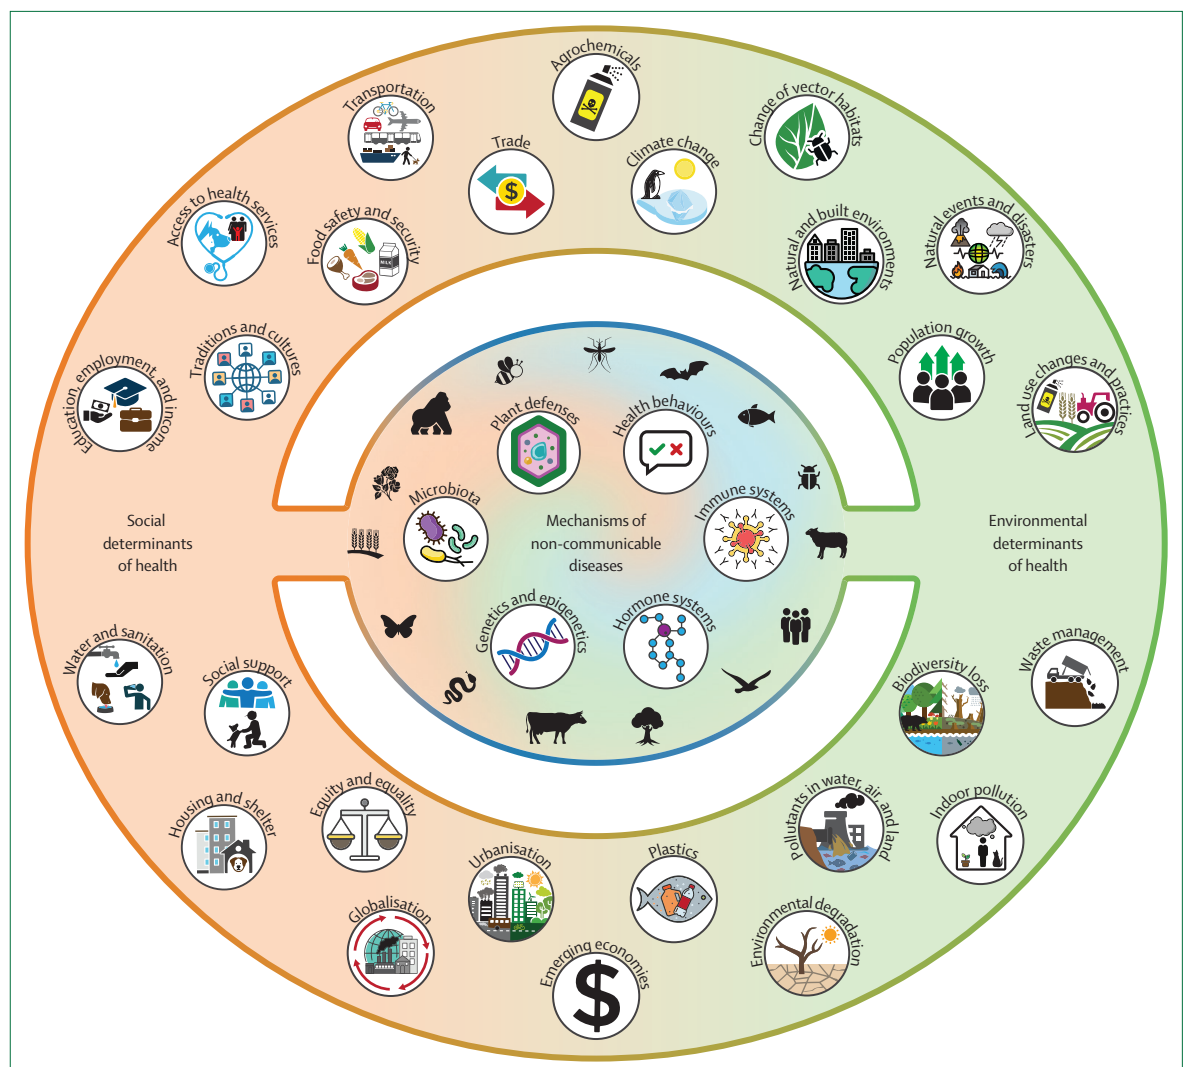 Agrochemicals
Transportation
Change of vector habitats
Trade
Climate change
$
Access to health services
Food safety and security
MILK
Natural and built environments
Natural events and disasters
Education, employment, and income
Traditions and cultures
Population growth
Land use changes and practices
Plant defenses
Health behaviours
Microbiota
Immune systems
Social
determinants
of health
Mechanisms of
non-communicable
diseases
Environmental
determinants
of health
Genetics and epigenetics
Hormone systems
Water and sanitation
Social support
Biodiversity loss
Waste management
Housing and shelter
Equity and equality
Pollutants in water, air, and land
Indoor pollution
Urbanisation
Plastics
Globalisation
Environmental degradation
Emerging economies
$